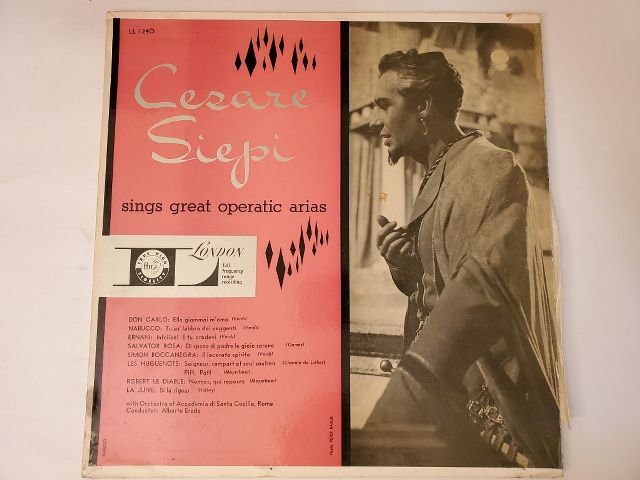 LL 1240
Cesare
Siepi
sings great operatic arias
LONDON
ffrr
full
frequency
range
recording
DON CARLO: Ella giammai m'amo (Verdi)
NABUCCO: Tu sul labbro dei veggenti (Verdi)
ERNANI: Infelice! E tu credevi (Verdi)
SALVATOR ROSA: Di sposo di padre le gioie serene (Gomes)
SIMON BOCCANEGRA: Il lacerato spirito (Verdi)
LES HUGUENOTS: Seigneur, rampart et seul soutien (Chorale de Luther)
Piff, Paff (Meyerbeer)
ROBERT LE DIABLE: Nonnes, qui reposez (Meyerbeer)
LA JUIVE: Si la rigeur (Halévy)
with Orchestra of Accademia di Santa Cecilia, Rome
Conductor: Alberto Erede